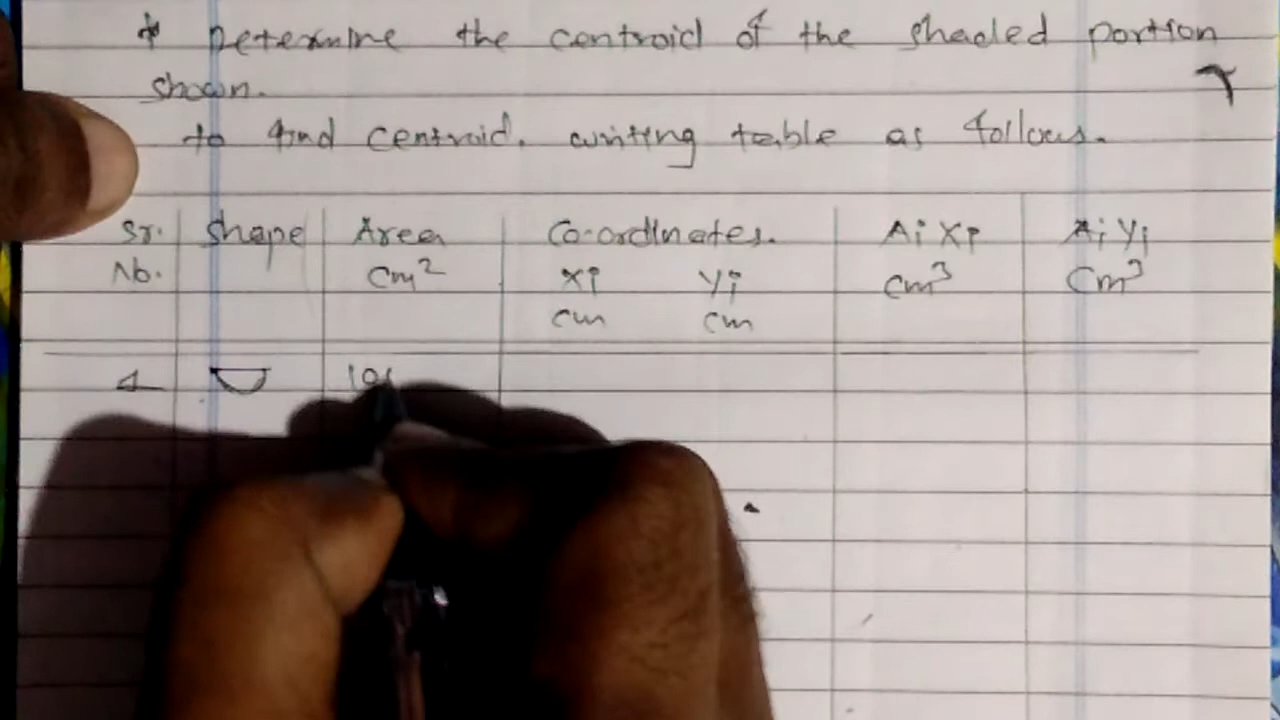 * Determine the centroid of the shaded portion
shown.
to find centroid. writing table as follows.
Sr. Shape Area Co-ordinates. Ai Xi Ai Yi
No. cm² xi yi cm³ cm³
cm cm
1